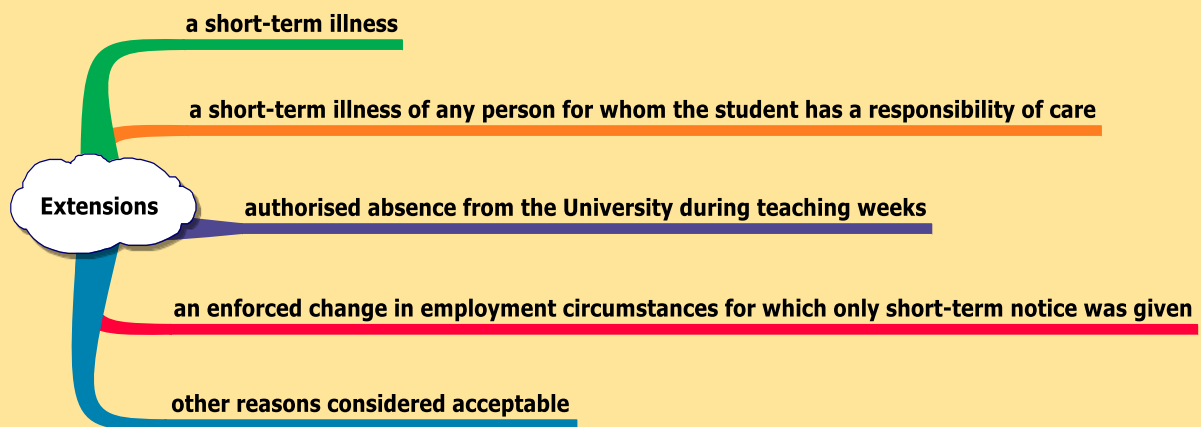 a short-term illness
a short-term illness of any person for whom the student has a responsibility of care
Extensions
authorised absence from the University during teaching weeks
an enforced change in employment circumstances for which only short-term notice was given
other reasons considered acceptable